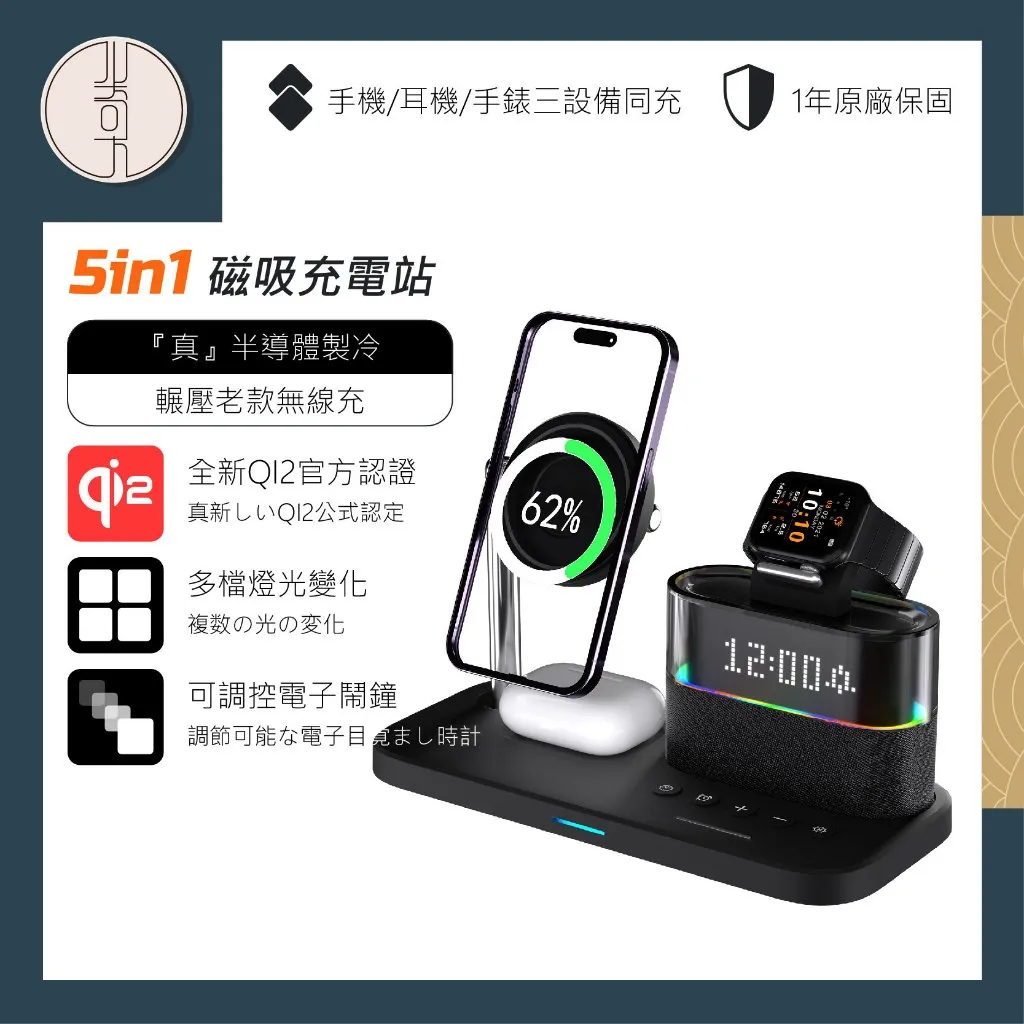 手機/耳機/手錶三設備同充
1年原廠保固
5in1 磁吸充電站
『真』半導體製冷
輾壓老款無線充
qi2
全新QI2官方認證
真新しいQI2公式認定
多檔燈光變化
複数の光の変化
可調控電子鬧鐘
調節可能な電子目覚まし時計
62%
10:10
12:00